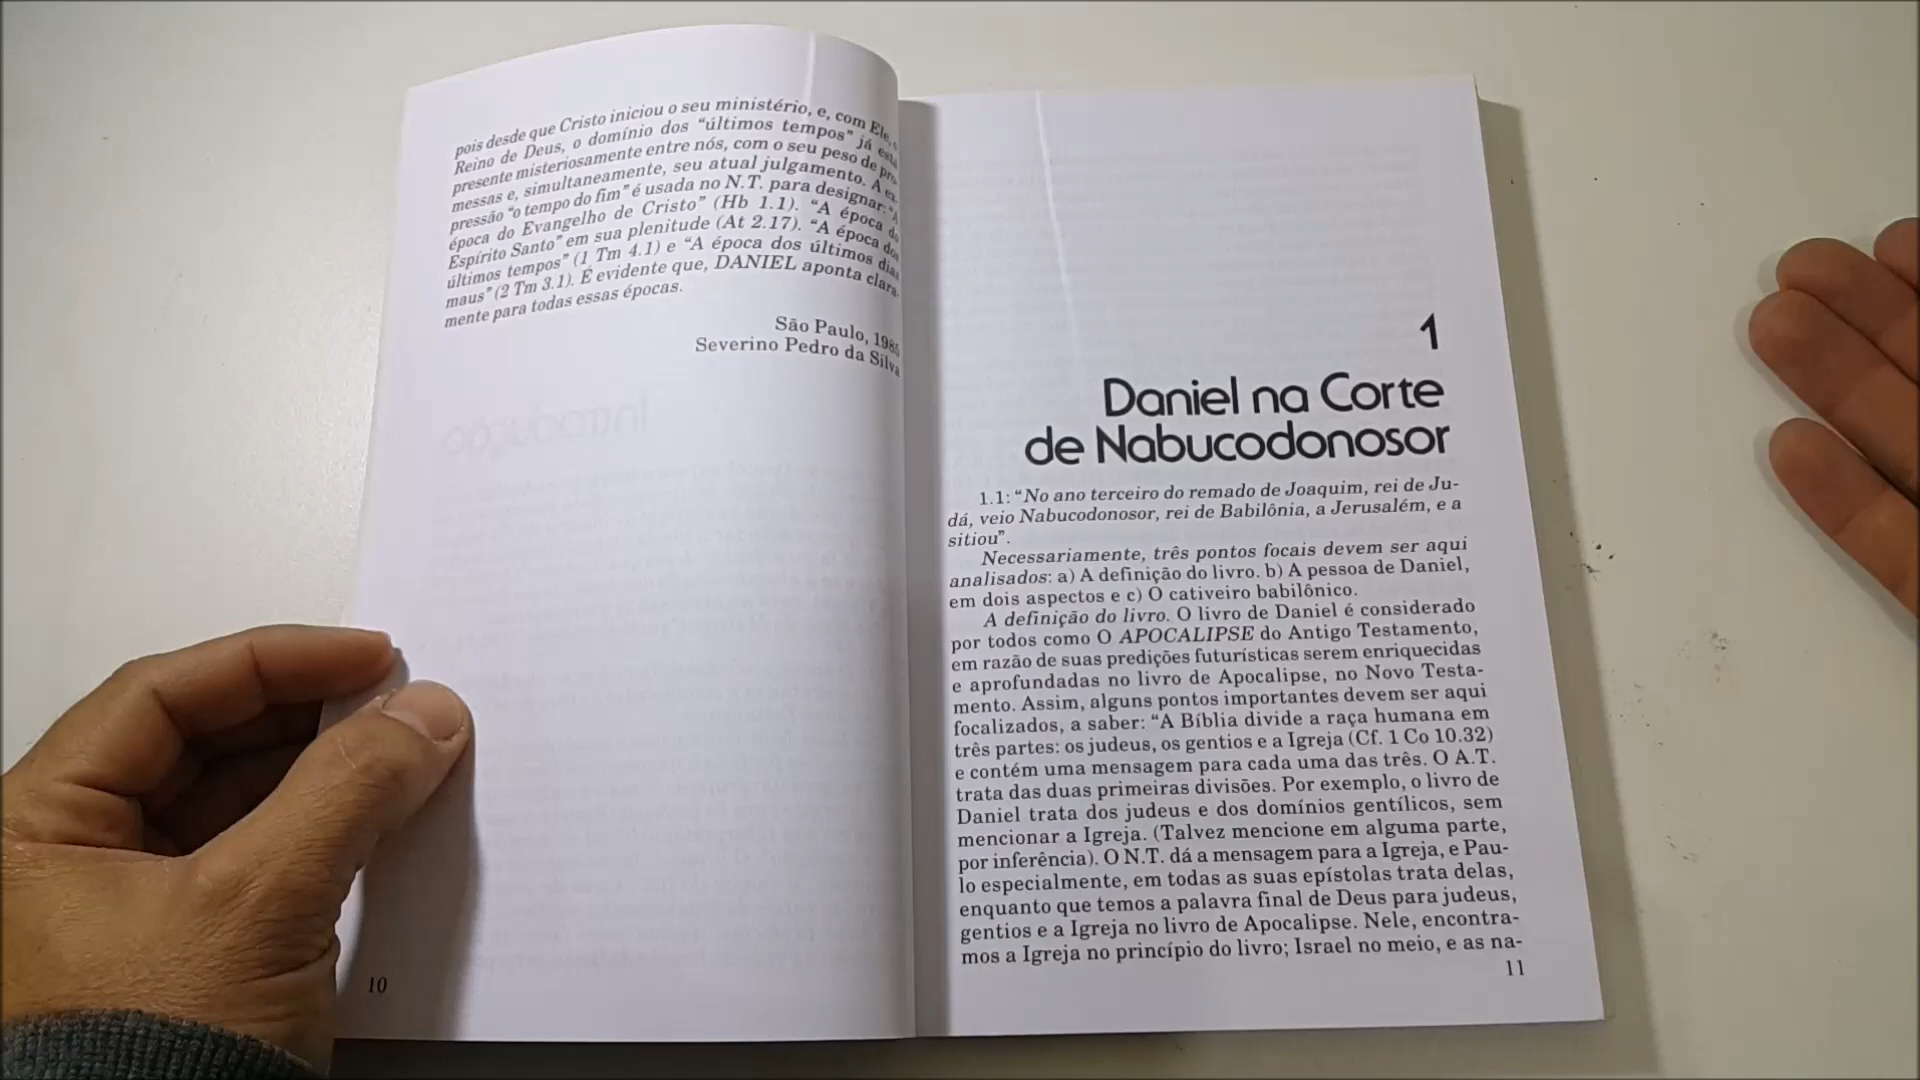 pois desde que Cristo iniciou o seu ministério, e, com Ele, o
Reino de Deus, o domínio dos “últimos tempos” já está
presente misteriosamente entre nós, com o seu peso de pro-
messas e, simultaneamente, seu atual julgamento. A ex-
pressão “o tempo do fim” é usada no N.T. para designar: “A
época do Evangelho de Cristo” (Hb 1.1). “A época do
Espírito Santo” em sua plenitude (At 2.17). “A época dos
últimos tempos” (1 Tm 4.1) e “A época dos últimos dias
maus” (2 Tm 3.1). É evidente que, DANIEL aponta clara-
mente para todas essas épocas.
São Paulo, 1985
Severino Pedro da Silva
10
1
Daniel na Corte
de Nabucodonosor
1.1: “No ano terceiro do remado de Joaquim, rei de Ju-
dá, veio Nabucodonosor, rei de Babilônia, a Jerusalém, e a
sitiou”.
Necessariamente, três pontos focais devem ser aqui
analisados: a) A definição do livro. b) A pessoa de Daniel,
em dois aspectos e c) O cativeiro babilônico.
A definição do livro. O livro de Daniel é considerado
por todos como O APOCALIPSE do Antigo Testamento,
em razão de suas predições futurísticas serem enriquecidas
e aprofundadas no livro de Apocalipse, no Novo Testa-
mento. Assim, alguns pontos importantes devem ser aqui
focalizados, a saber: “A Bíblia divide a raça humana em
três partes: os judeus, os gentios e a Igreja (Cf. 1 Co 10.32)
e contém uma mensagem para cada uma das três. O A.T.
trata das duas primeiras divisões. Por exemplo, o livro de
Daniel trata dos judeus e dos domínios gentílicos, sem
mencionar a Igreja. (Talvez mencione em alguma parte,
por inferência). O N.T. dá a mensagem para a Igreja, e Pau-
lo especialmente, em todas as suas epístolas trata delas,
enquanto que temos a palavra final de Deus para judeus,
gentios e a Igreja no livro de Apocalipse. Nele, encontra-
mos a Igreja no princípio do livro; Israel no meio, e as na-
11